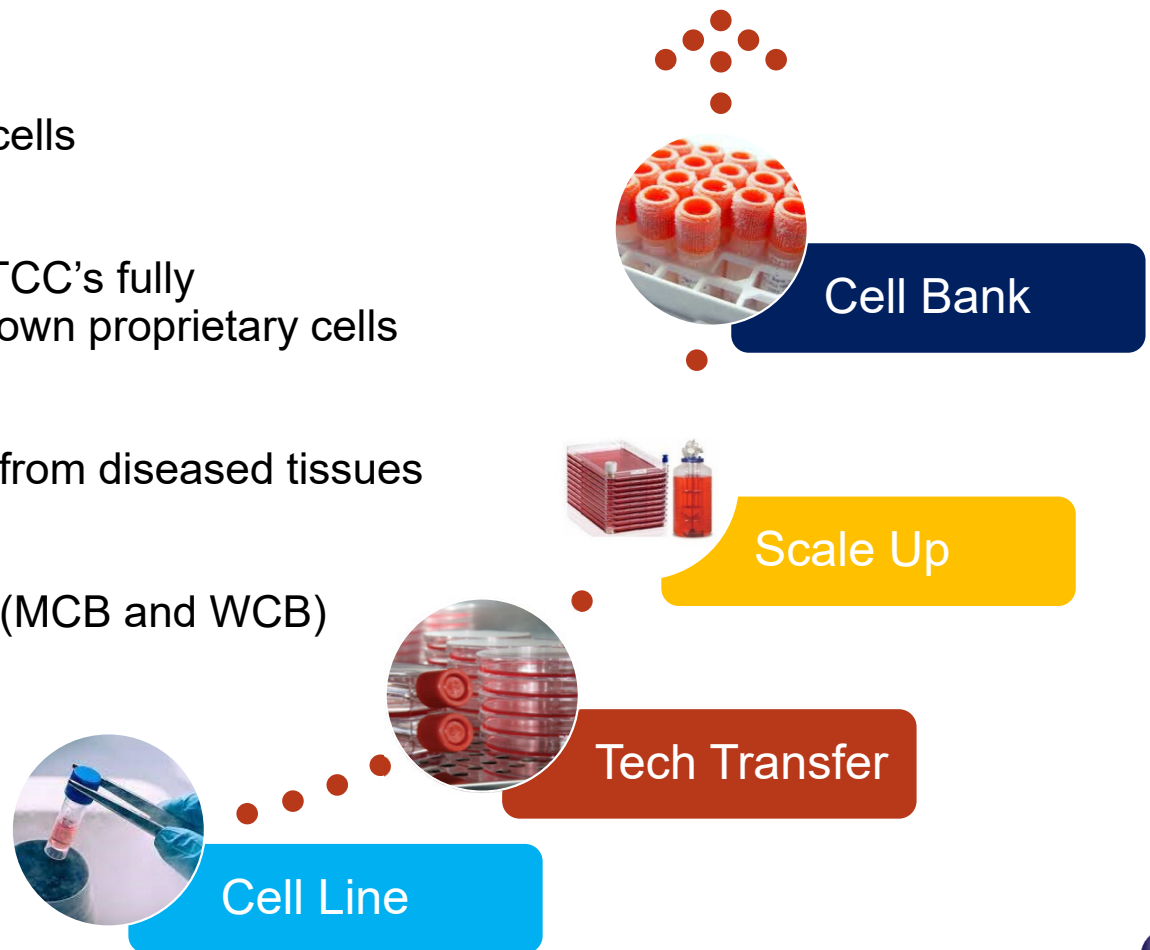 cells
TCC’s fully
own proprietary cells
from diseased tissues
(MCB and WCB)
Cell Bank
Scale Up
Tech Transfer
Cell Line